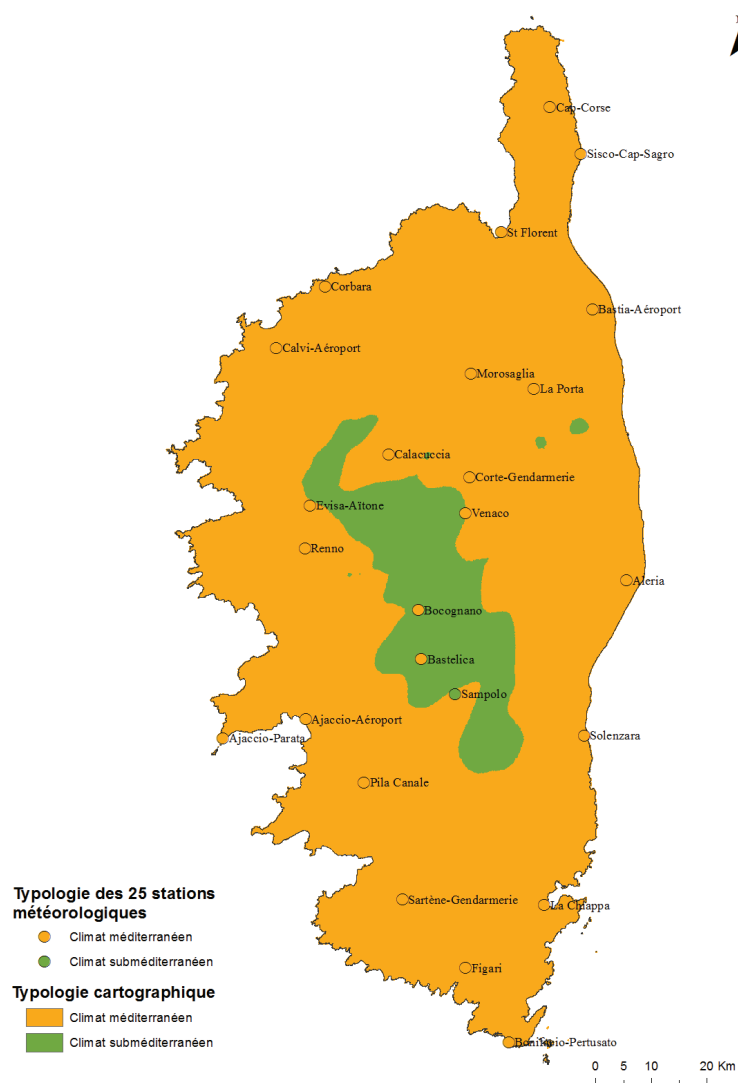 Cap-Corse
Sisco-Cap-Sagro
St Florent
Corbara
Bastia-Aéroport
Calvi-Aéroport
Morosaglia
La Porta
Calacuccia
Corte-Gendarmerie
Evisa-Aïtone
Venaco
Renno
Aleria
Bocognano
Bastelica
Sampolo
Ajaccio-Aéroport
Ajaccio-Parata
Solenzara
Pila Canale
Sartène-Gendarmerie
La Chiappa
Figari
Bonifacio-Pertusato
Typologie des 25 stations
météorologiques
Climat méditerranéen
Climat subméditerranéen
Typologie cartographique
Climat méditerranéen
Climat subméditerranéen
0 5 10 20 Km